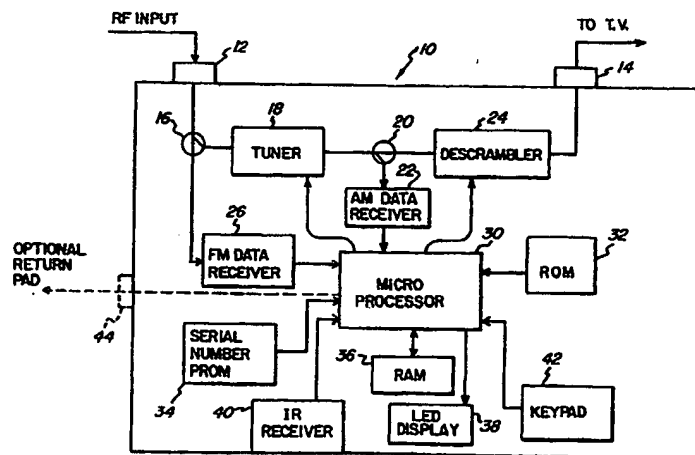 RF INPUT
TO T.V.
12
10
14
16
18
20
24
TUNER
DESCRAMBLER
22
AM DATA
RECEIVER
26
30
32
OPTIONAL
RETURN
PAD
FM DATA
RECEIVER
MICRO
PROCESSOR
ROM
44
SERIAL
NUMBER
PROM
36
RAM
42
34
40
IR
RECEIVER
LED
DISPLAY
38
KEYPAD